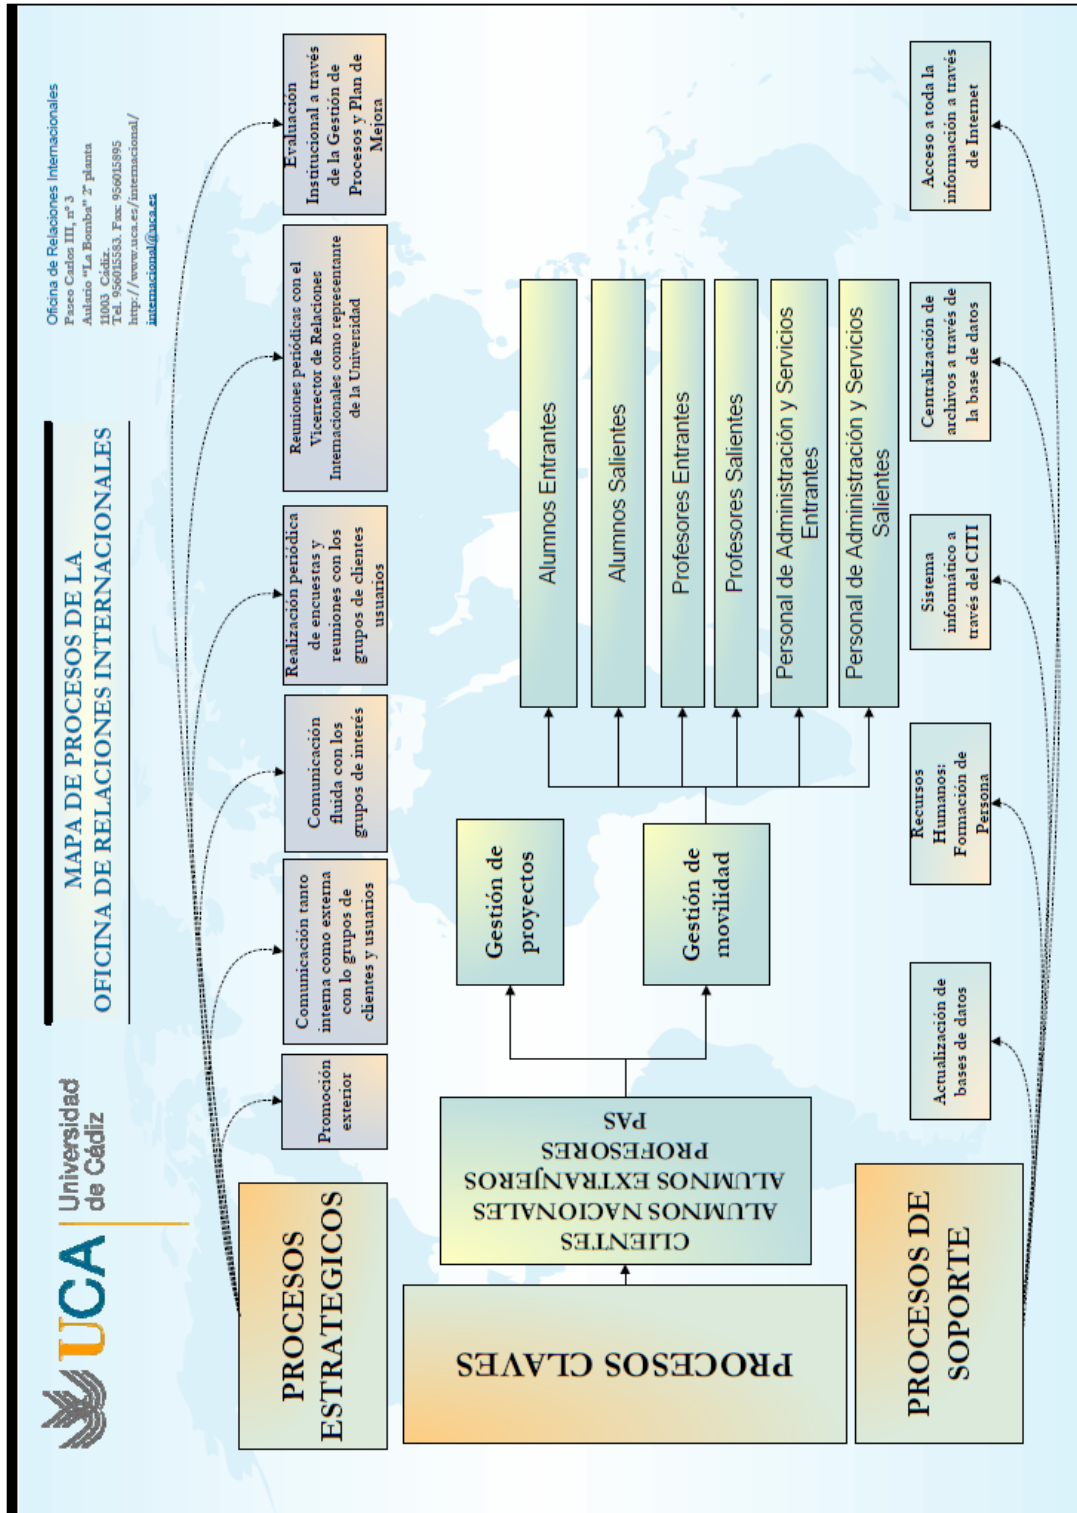 UCA
Universidad
de Cádiz
MAPA DE PROCESOS DE LA
OFICINA DE RELACIONES INTERNACIONALES
Oficina de Relaciones Internacionales
Paseo Carlos III, nº 3
Aulario "La Bomba" 2ª planta
11003 Cádiz.
Tel. 956015583. Fax: 956015895
http://www.uca.es/internacional/
internacional@uca.es
PROCESOS
ESTRATEGICOS
Promoción
exterior
Comunicación tanto
interna como externa
con lo grupos de
clientes y usuarios
Comunicación
fluida con los
grupos de interés
Realización periódica
de encuestas y
reuniones con los
grupos de clientes
usuarios
Reuniones periódicas con el
Vicerrector de Relaciones
Internacionales como representante
de la Universidad
Evaluación
Institucional a través
de la Gestión de
Procesos y Plan de
Mejora
PROCESOS CLAVES
CLIENTES
ALUMNOS NACIONALES
ALUMNOS EXTRANJEROS
PROFESORES
PAS
Gestión de
proyectos
Gestión de
movilidad
Alumnos Entrantes
Alumnos Salientes
Profesores Entrantes
Profesores Salientes
Personal de Administración y Servicios
Entrantes
Personal de Administración y Servicios
Salientes
PROCESOS DE
SOPORTE
Actualización de
bases de datos
Recursos
Humanos:
Formación de
Persona
Sistema
informático a
través del CITI
Centralización de
archivos a través de
la base de datos
Acceso a toda la
información a través
de Internet